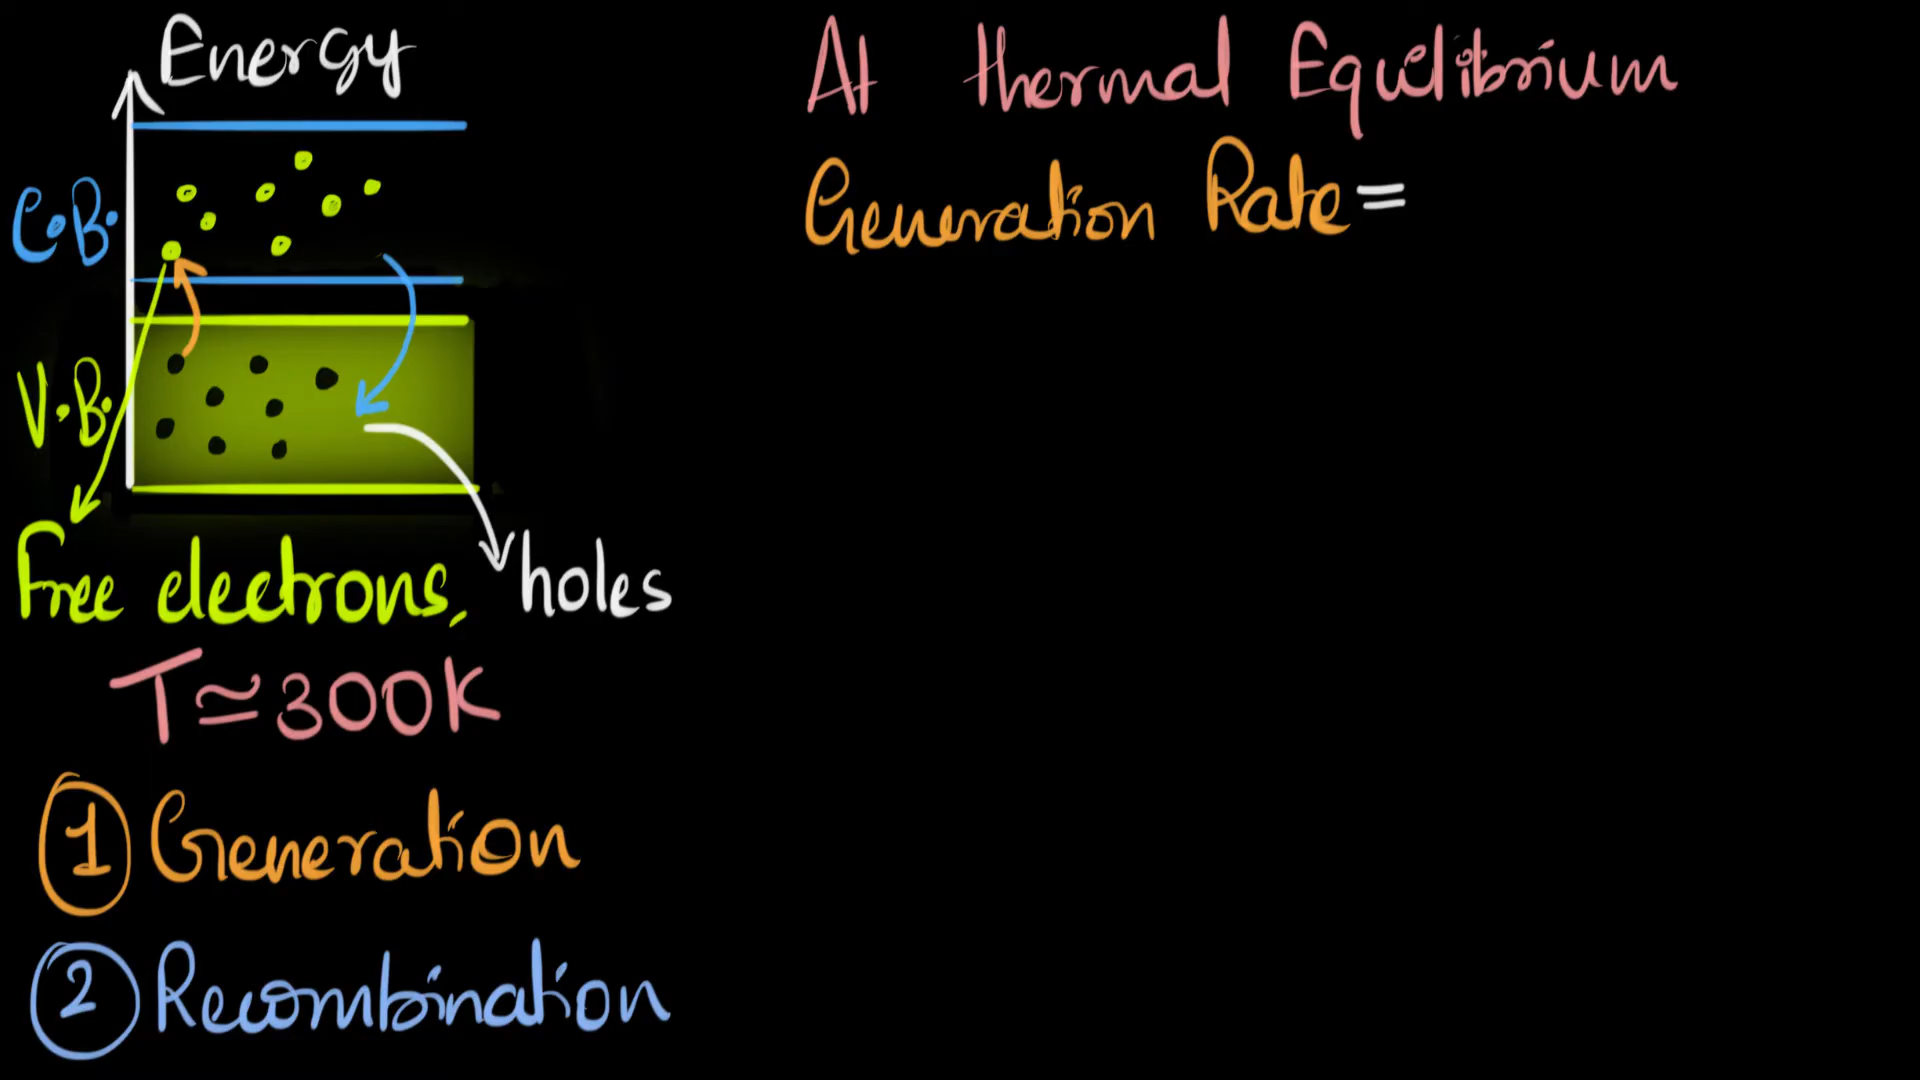 Energy
C.B.
V.B.
Free electrons, holes
T≃300K
1 Generation
2 Recombination
At thermal Equilibrium
Generation Rate=